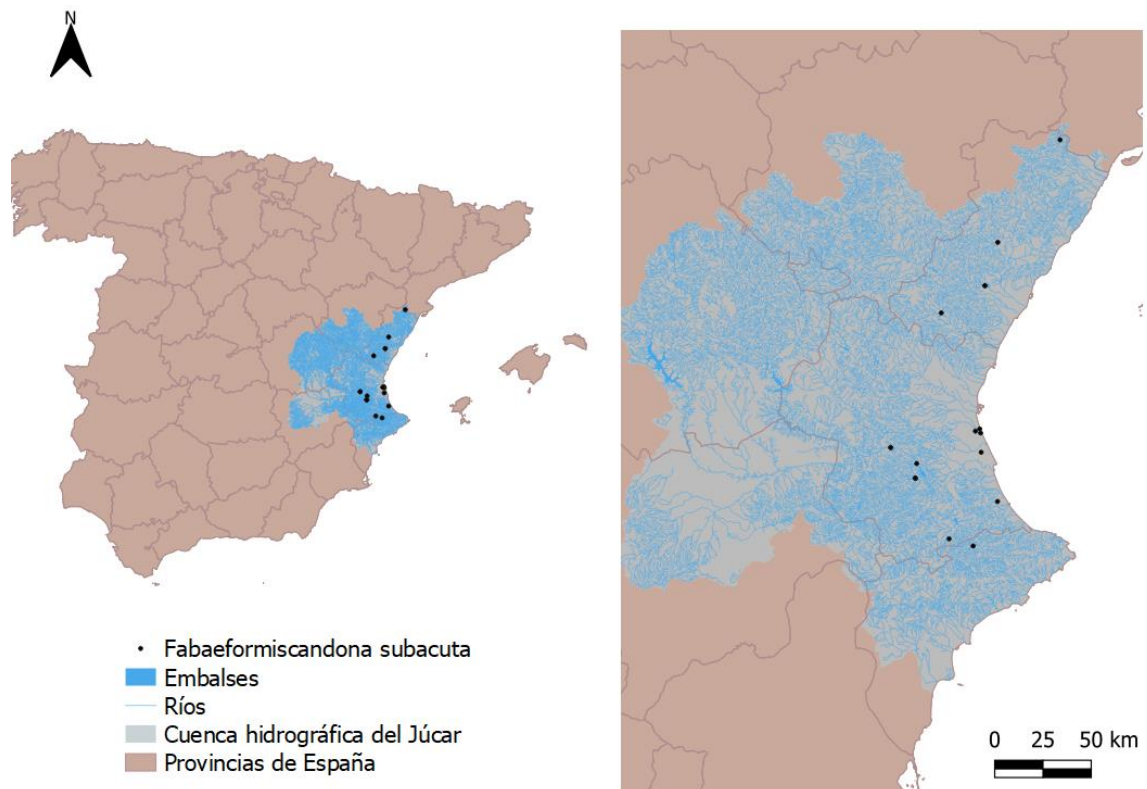 N
Fabaeformiscandona subacuta
Embalses
Ríos
Cuenca hidrográfica del Júcar
Provincias de España
0 25 50 km